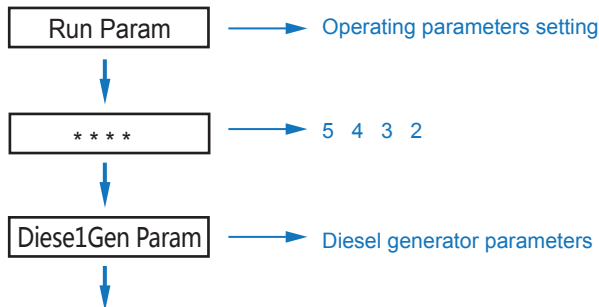 Run Param Operating parameters setting
* * * * 5 4 3 2
Diese1Gen Param Diesel generator parameters